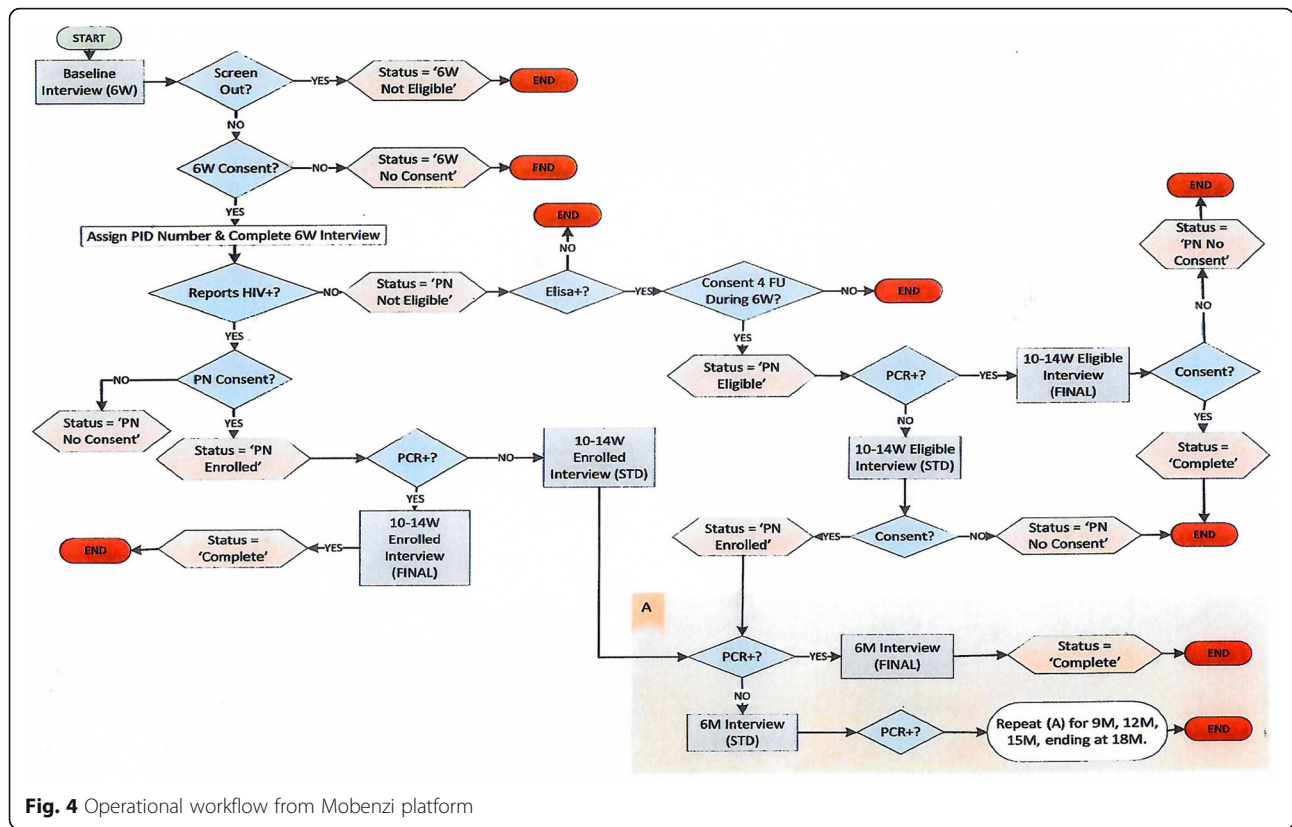 START
Baseline
Interview (6W)
Screen
Out?
YES
Status = ‘6W
Not Eligible’
END
NO
6W Consent?
NO
Status = ‘6W
No Consent’
END
YES
Assign PID Number & Complete 6W Interview
Reports HIV+?
NO
Status = ‘PN
Not Eligible’
Elisa+?
NO
END
YES
Consent 4 FU
During 6W?
NO
END
YES
Status = ‘PN
Eligible’
PCR+?
YES
10-14W Eligible
Interview
(FINAL)
Consent?
NO
Status =
‘PN No
Consent’
END
YES
Status =
‘Complete’
END
NO
10-14W Eligible
Interview (STD)
Consent?
NO
Status = ‘PN
No Consent’
YES
Status = ‘PN
Enrolled’
YES
PN Consent?
NO
Status = ‘PN
No Consent’
YES
Status = ‘PN
Enrolled’
PCR+?
NO
10-14W
Enrolled
Interview (STD)
YES
10-14W
Enrolled
Interview
(FINAL)
YES
Status =
‘Complete’
END
A
PCR+?
YES
6M Interview
(FINAL)
Status =
‘Complete’
END
NO
6M Interview
(STD)
PCR+?
Repeat (A) for 9M, 12M,
15M, ending at 18M.
END
Fig. 4 Operational workflow from Mobenzi platform